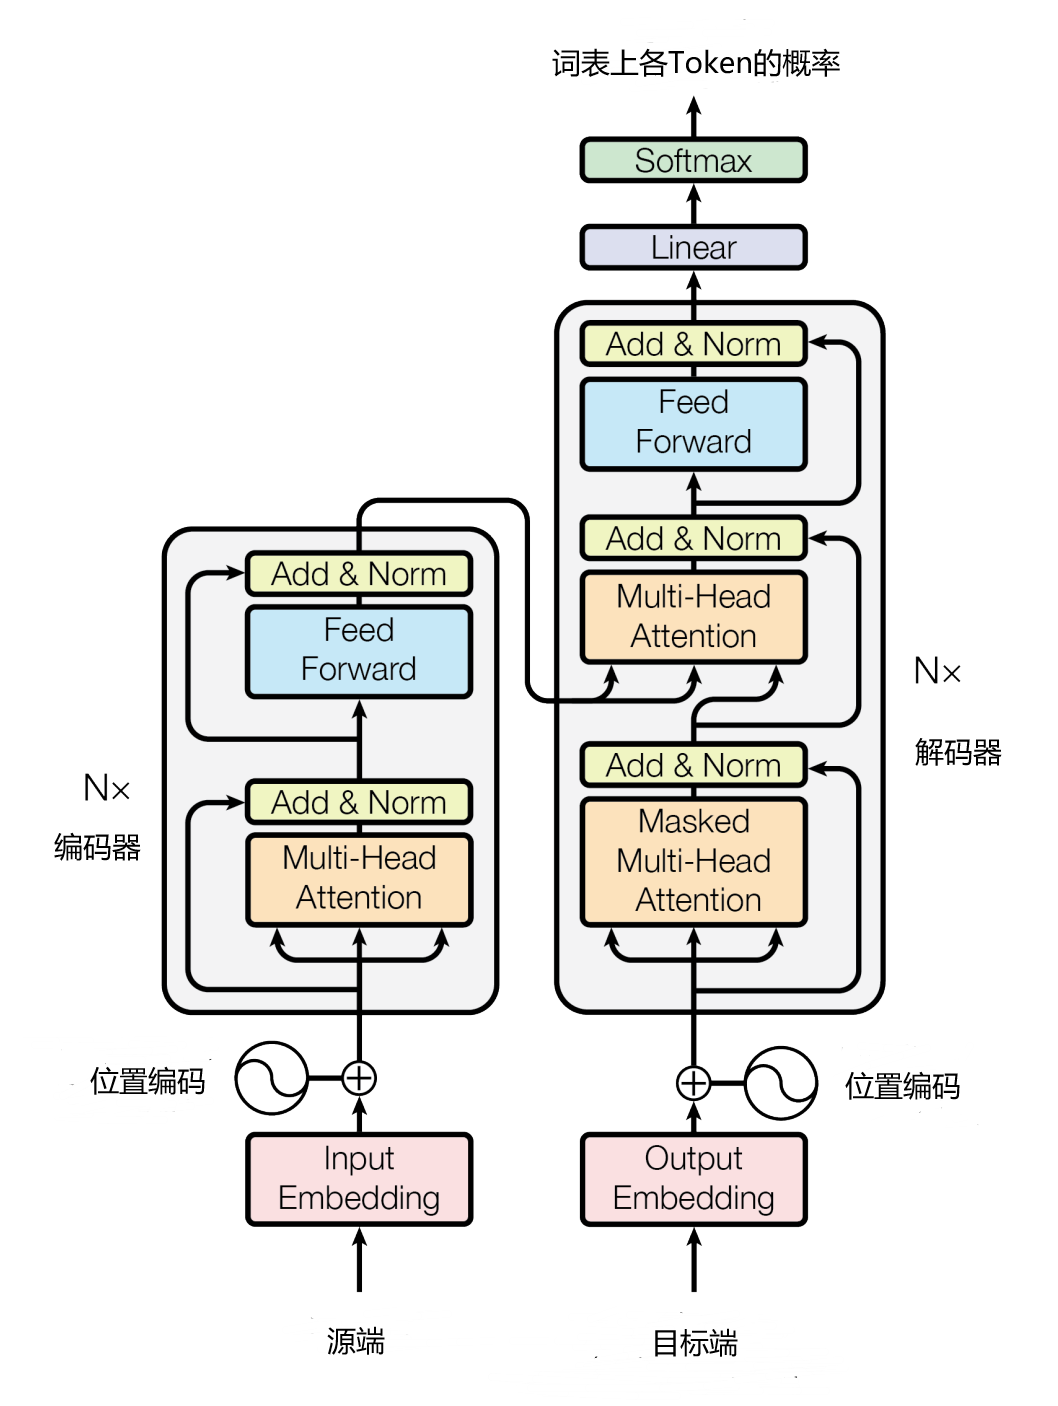 词表上各Token的概率
Softmax
Linear
Add & Norm
Feed
Forward
Add & Norm
Multi-Head
Attention
Add & Norm
Masked
Multi-Head
Attention
N×
解码器
Add & Norm
Feed
Forward
Add & Norm
Multi-Head
Attention
N×
编码器
位置编码
位置编码
Input
Embedding
Output
Embedding
源端
目标端